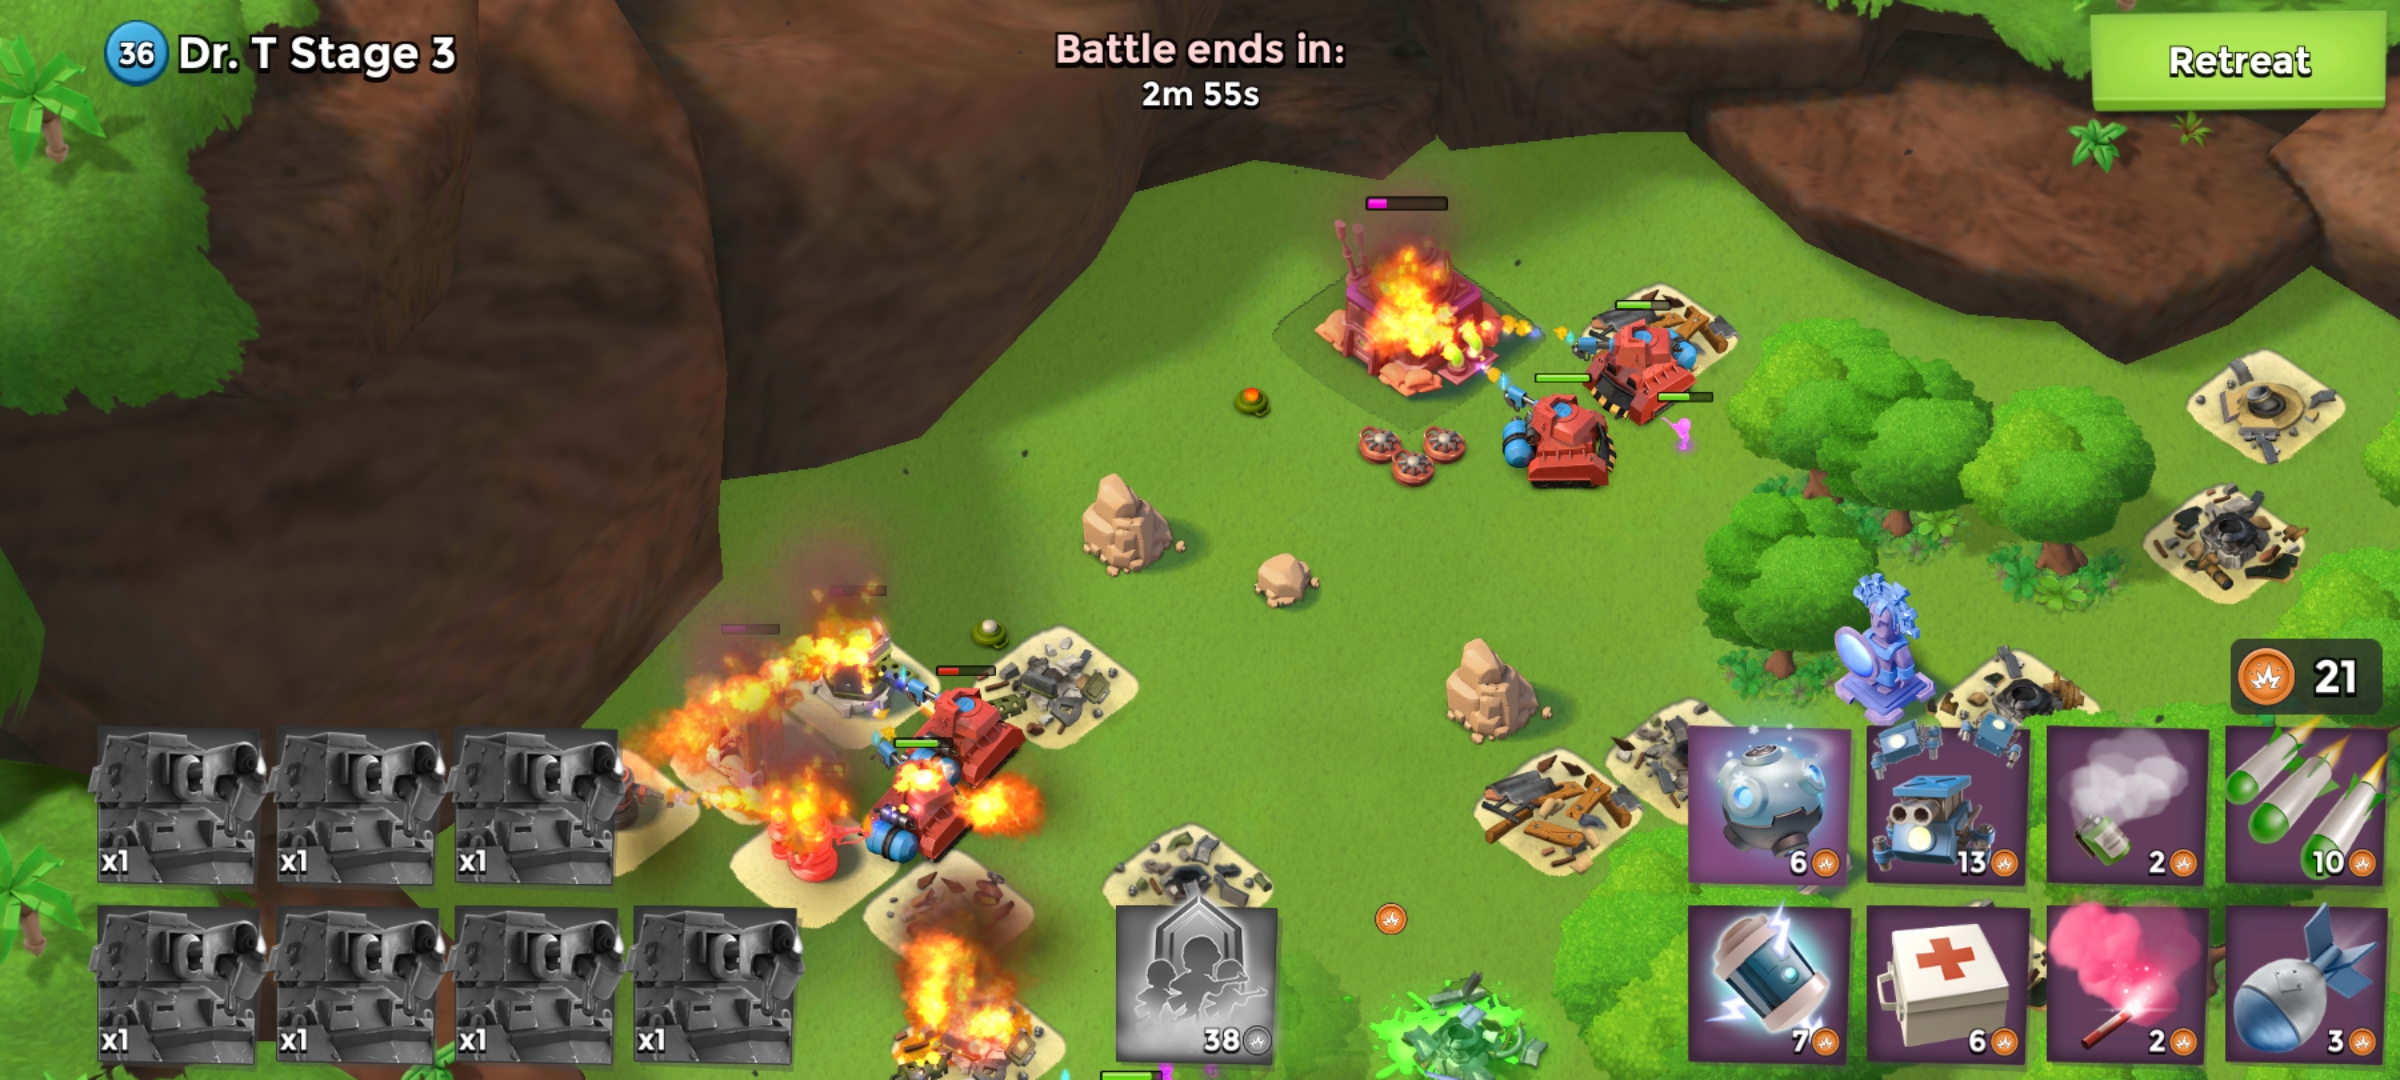 36 Dr. T Stage 3
Battle ends in:
2m 55s
Retreat
21
x1 x1 x1
6 13 2 10
x1 x1 x1 x1
38
7 6 2 3